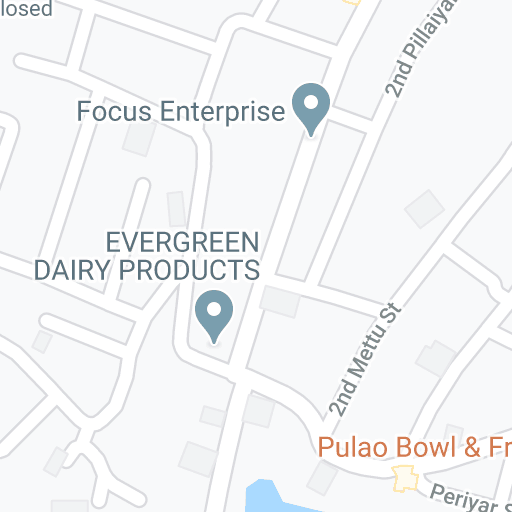 losed
2nd Pillaiya
Focus Enterprise
EVERGREEN
DAIRY PRODUCTS
2nd Mettu St
Pulao Bowl & Fr
Periyar S